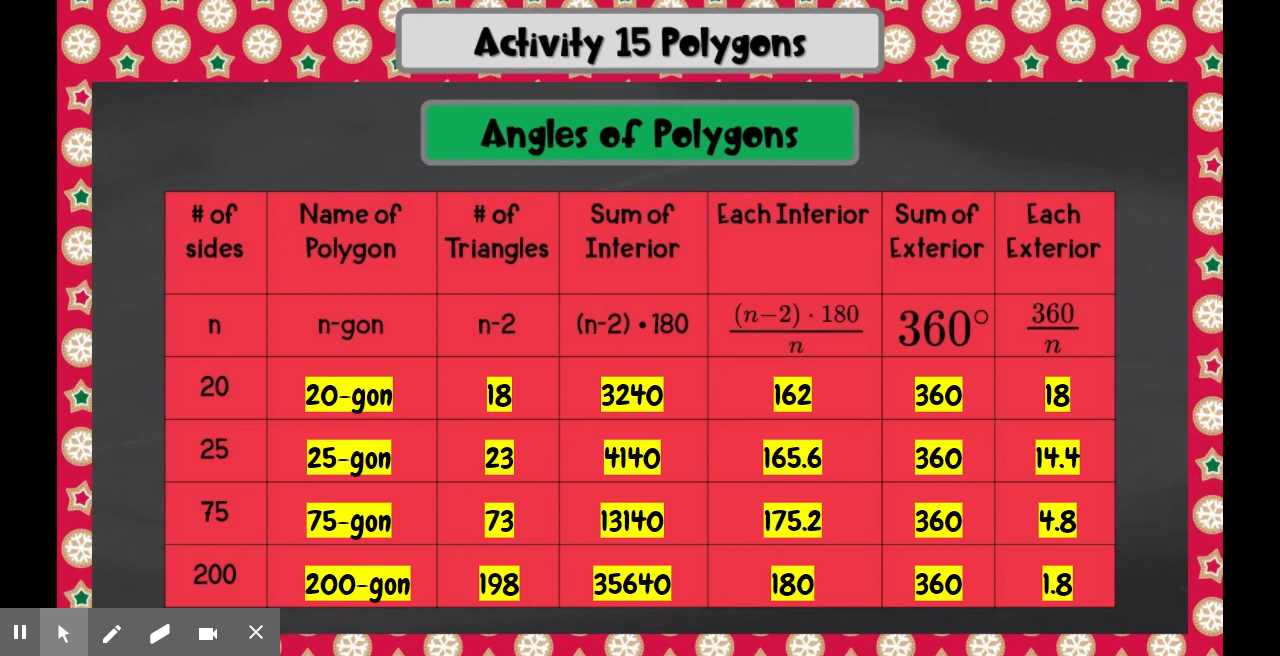 Activity 15 Polygons
Angles of Polygons
# of sides | Name of Polygon | # of Triangles | Sum of Interior | Each Interior | Sum of Exterior | Each Exterior
n | n-gon | n-2 | (n-2) • 180 | (n−2) · 180 / n | 360° | 360 / n
20 | 20-gon | 18 | 3240 | 162 | 360 | 18
25 | 25-gon | 23 | 4140 | 165.6 | 360 | 14.4
75 | 75-gon | 73 | 13140 | 175.2 | 360 | 4.8
200 | 200-gon | 198 | 35640 | 180 | 360 | 1.8